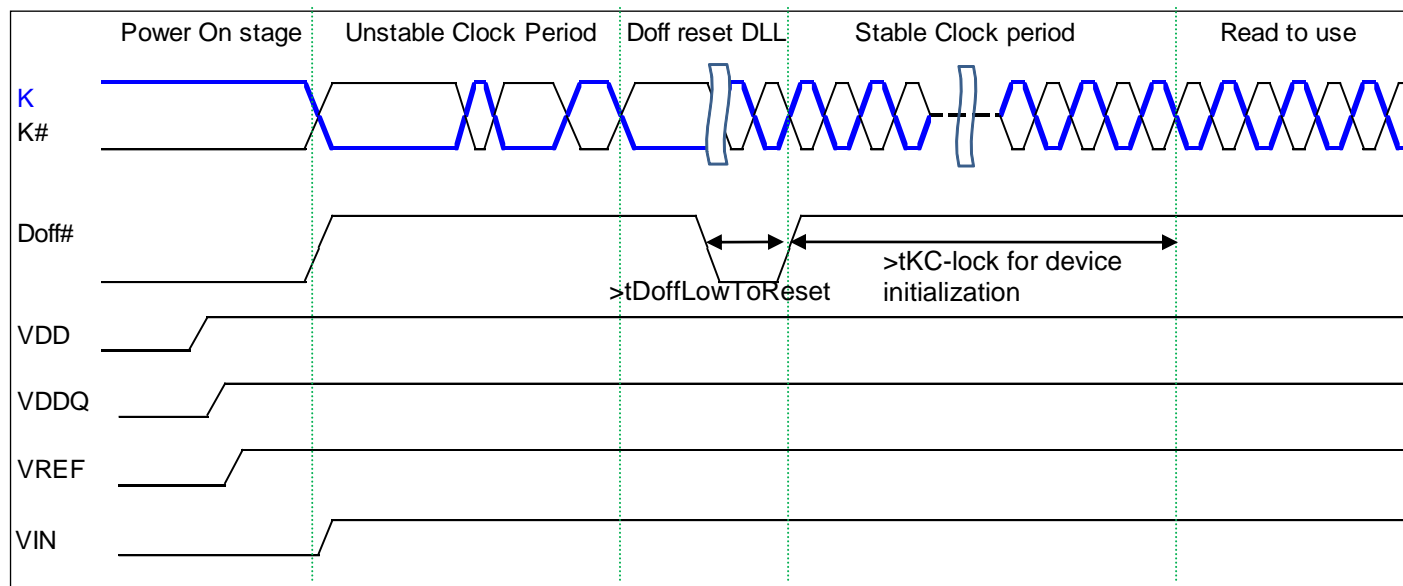 Power On stage
Unstable Clock Period
Doff reset DLL
Stable Clock period
Read to use
K
K#
Doff#
>tDoffLowToReset
>tKC-lock for device
initialization
VDD
VDDQ
VREF
VIN